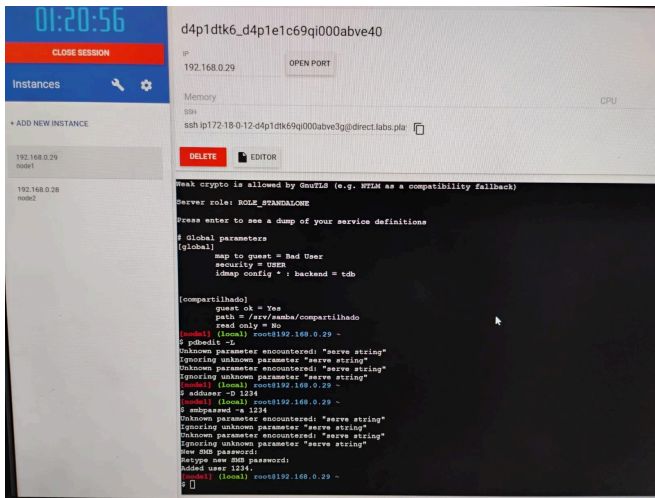 01:20:56
CLOSE SESSION
Instances
+ ADD NEW INSTANCE
192.168.0.29
node1
192.168.0.28
node2
d4p1dtk6_d4p1e1c69qi000abve40
IP
192.168.0.29
OPEN PORT
Memory
CPU
SSH
ssh ip172-18-0-12-d4p1dtk69qi000abve3g@direct.labs.pla
DELETE
EDITOR
Weak crypto is allowed by GnuTLS (e.g. NTLM as a compatibility fallback)
Server role: ROLE_STANDALONE
Press enter to see a dump of your service definitions
# Global parameters
[global]
map to guest = Bad User
security = USER
idmap config * : backend = tdb
[compartilhado]
guest ok = Yes
path = /srv/samba/compartilhado
read only = No
[node1] (local) root@192.168.0.29 ~
$ pdbedit -L
Unknown parameter encountered: "serve string"
Ignoring unknown parameter "serve string"
Unknown parameter encountered: "serve string"
Ignoring unknown parameter "serve string"
[node1] (local) root@192.168.0.29 ~
$ adduser -D 1234
[node1] (local) root@192.168.0.29 ~
$ smbpasswd -a 1234
Unknown parameter encountered: "serve string"
Ignoring unknown parameter "serve string"
Unknown parameter encountered: "serve string"
Ignoring unknown parameter "serve string"
New SMB password:
Retype new SMB password:
Added user 1234.
[node1] (local) root@192.168.0.29 ~
$